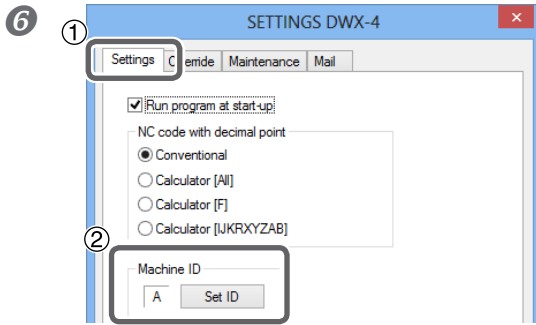 6
SETTINGS DWX-4
1
Settings Override Maintenance Mail
Run program at start-up
NC code with decimal point
Conventional
Calculator [All]
Calculator [F]
Calculator [IJKRXYZAB]
2
Machine ID
A Set ID